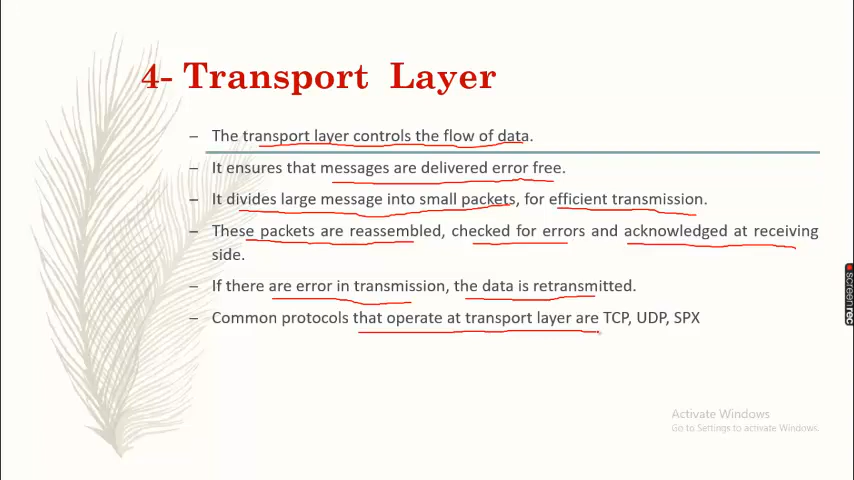 4- Transport Layer
– The transport layer controls the flow of data.
– It ensures that messages are delivered error free.
– It divides large message into small packets, for efficient transmission.
– These packets are reassembled, checked for errors and acknowledged at receiving
side.
– If there are error in transmission, the data is retransmitted.
– Common protocols that operate at transport layer are TCP, UDP, SPX
screenrec
Activate Windows
Go to Settings to activate Windows.